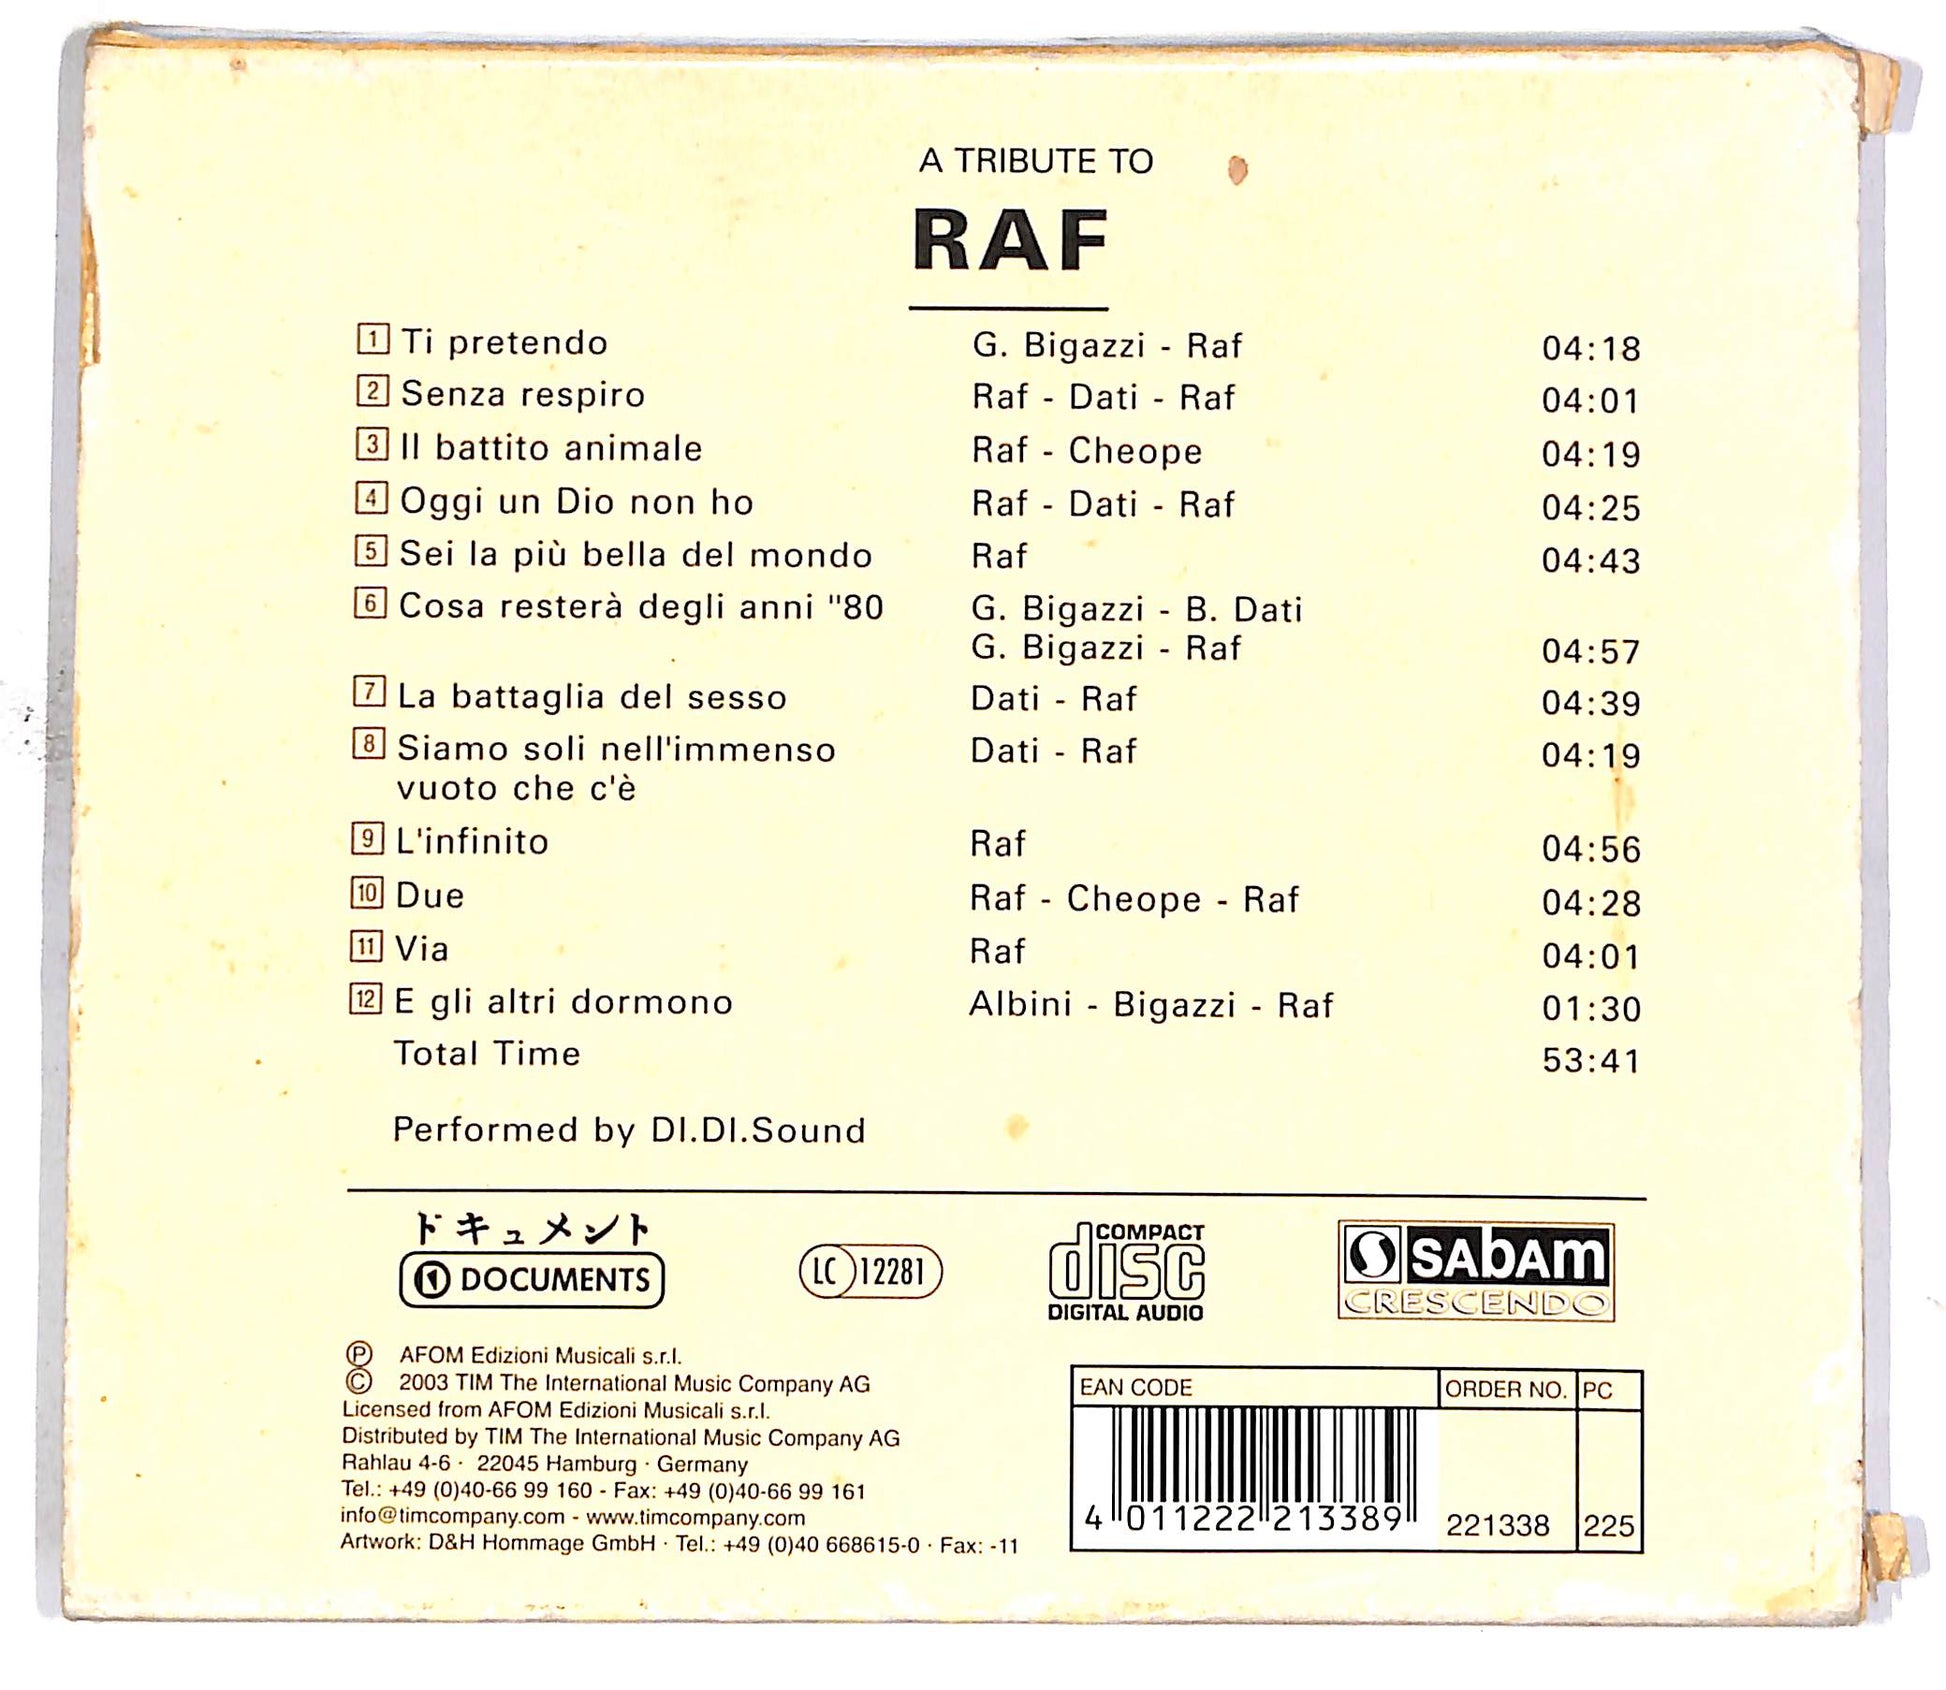 A TRIBUTE TO
RAF
1 Ti pretendo G. Bigazzi - Raf 04:18
2 Senza respiro Raf - Dati - Raf 04:01
3 Il battito animale Raf - Cheope 04:19
4 Oggi un Dio non ho Raf - Dati - Raf 04:25
5 Sei la più bella del mondo Raf 04:43
6 Cosa resterà degli anni "80 G. Bigazzi - B. Dati
G. Bigazzi - Raf 04:57
7 La battaglia del sesso Dati - Raf 04:39
8 Siamo soli nell'immenso Dati - Raf 04:19
vuoto che c'è
9 L'infinito Raf 04:56
10 Due Raf - Cheope - Raf 04:28
11 Via Raf 04:01
12 E gli altri dormono Albini - Bigazzi - Raf 01:30
Total Time 53:41
Performed by DI.DI.Sound
ドキュメント
DOCUMENTS
LC 12281
COMPACT
disc
DIGITAL AUDIO
SAbAm
CRESCENDO
Ⓟ AFOM Edizioni Musicali s.r.l.
© 2003 TIM The International Music Company AG
Licensed from AFOM Edizioni Musicali s.r.l.
Distributed by TIM The International Music Company AG
Rahlau 4-6 · 22045 Hamburg · Germany
Tel.: +49 (0)40-66 99 160 - Fax: +49 (0)40-66 99 161
info@timcompany.com - www.timcompany.com
Artwork: D&H Hommage GmbH · Tel.: +49 (0)40 668615-0 · Fax: -11
EAN CODE ORDER NO. PC
4 011222 213389 221338 225